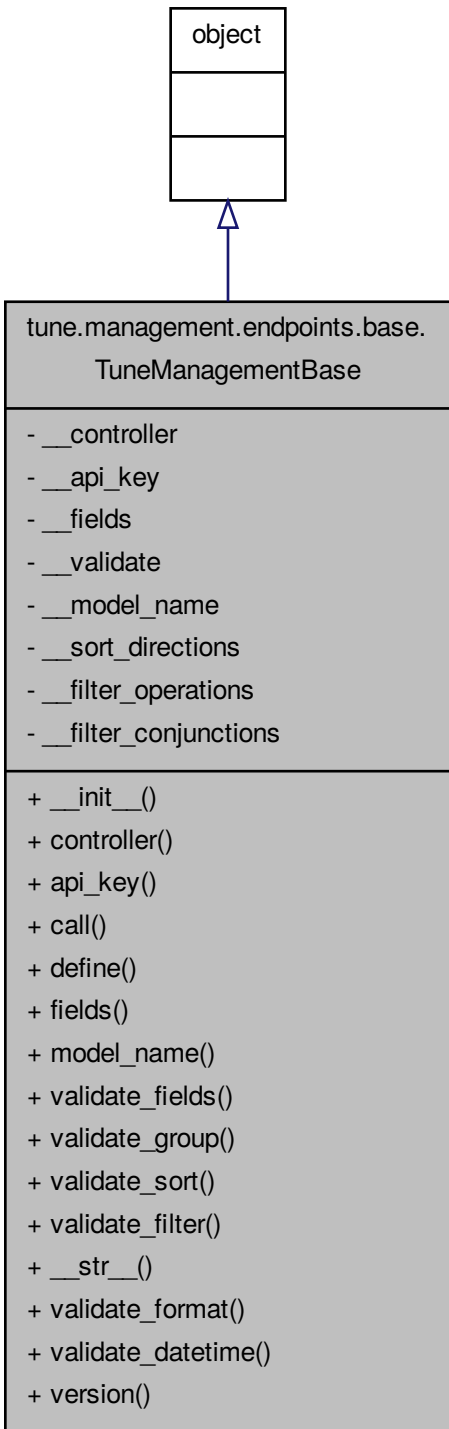 object
tune.management.endpoints.base.
TuneManagementBase
- __controller
- __api_key
- __fields
- __validate
- __model_name
- __sort_directions
- __filter_operations
- __filter_conjunctions
+ __init__()
+ controller()
+ api_key()
+ call()
+ define()
+ fields()
+ model_name()
+ validate_fields()
+ validate_group()
+ validate_sort()
+ validate_filter()
+ __str__()
+ validate_format()
+ validate_datetime()
+ version()